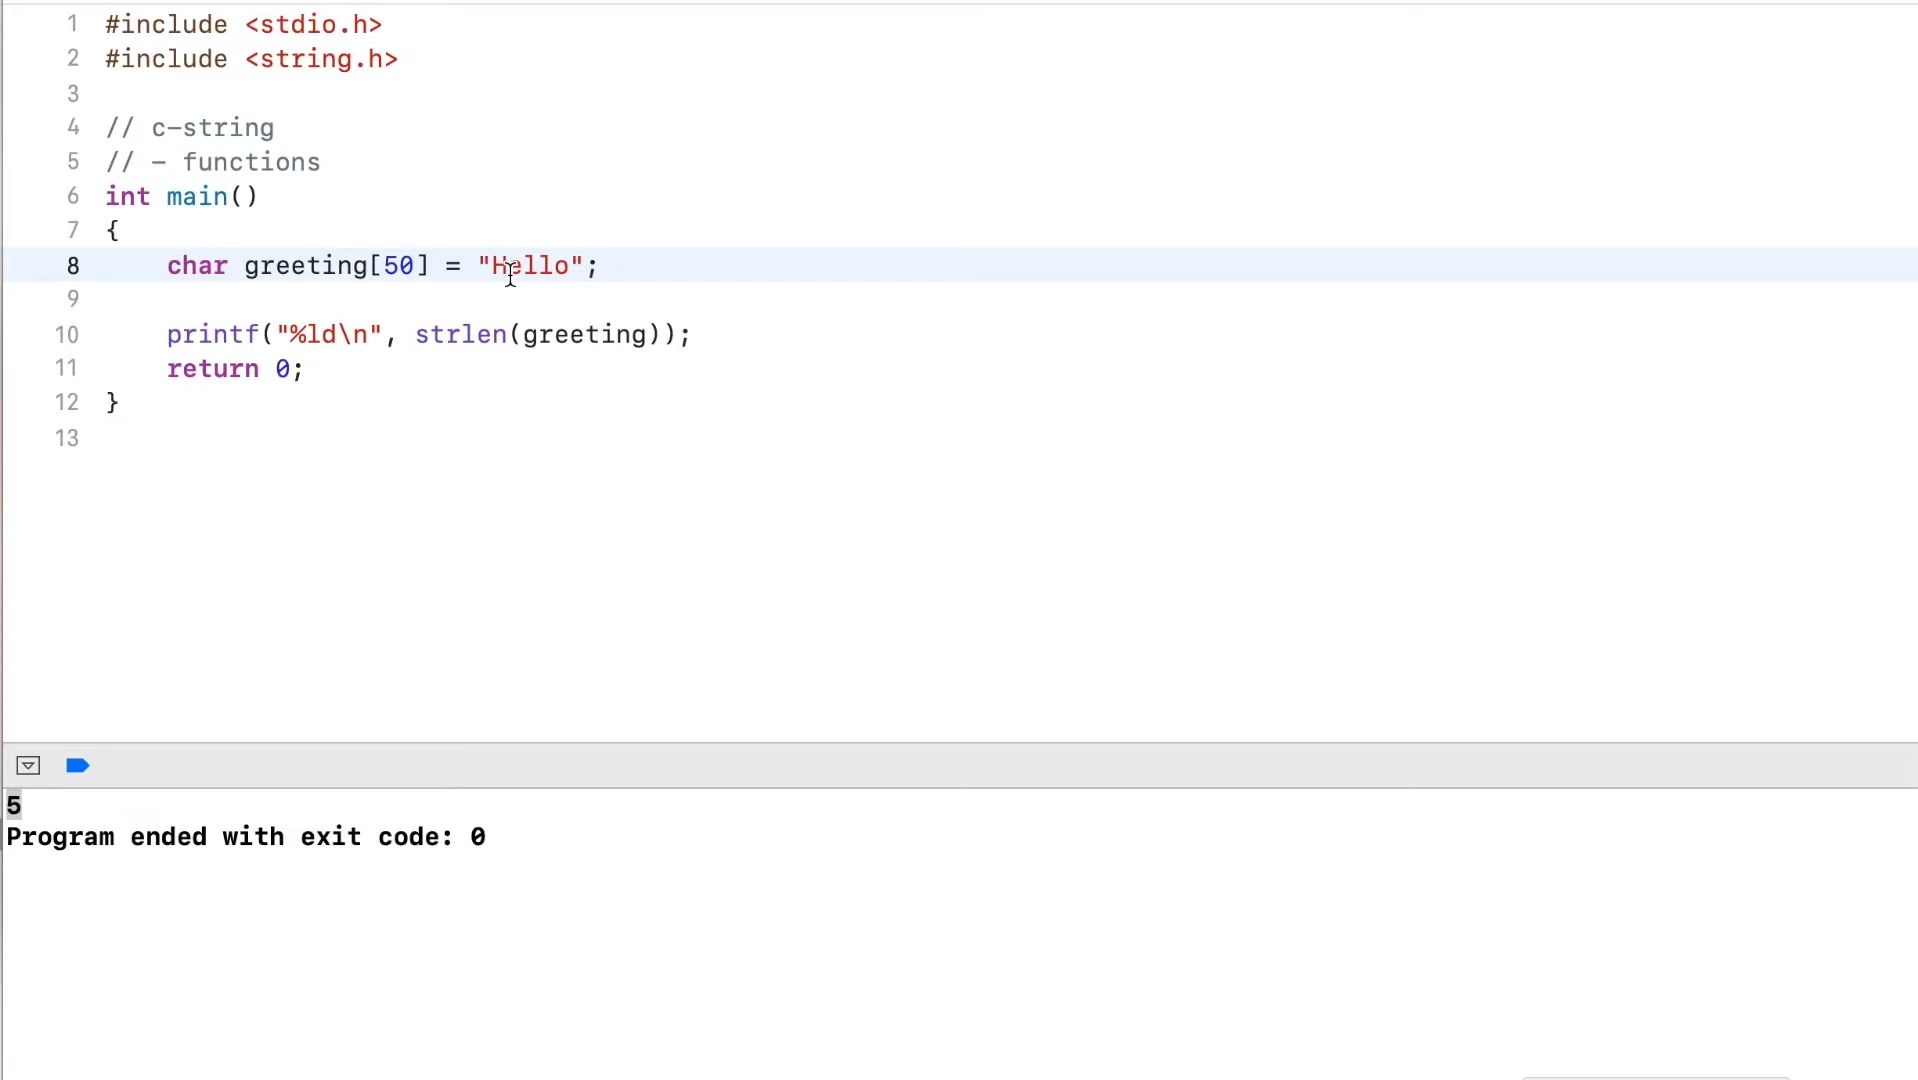 1 #include <stdio.h>
2 #include <string.h>
3
4 // c-string
5 // - functions
6 int main()
7 {
8     char greeting[50] = "Hello";
9
10     printf("%ld\n", strlen(greeting));
11     return 0;
12 }
13
5
Program ended with exit code: 0